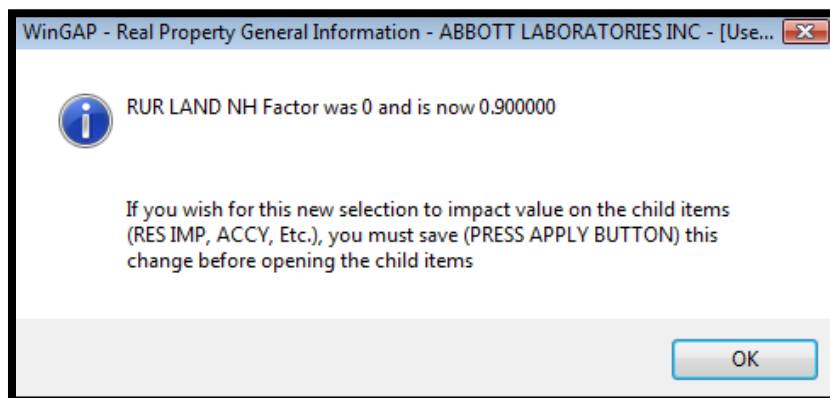 WinGAP - Real Property General Information - ABBOTT LABORATORIES INC - [Use...
RUR LAND NH Factor was 0 and is now 0.900000
If you wish for this new selection to impact value on the child items
(RES IMP, ACCY, Etc.), you must save (PRESS APPLY BUTTON) this
change before opening the child items
OK